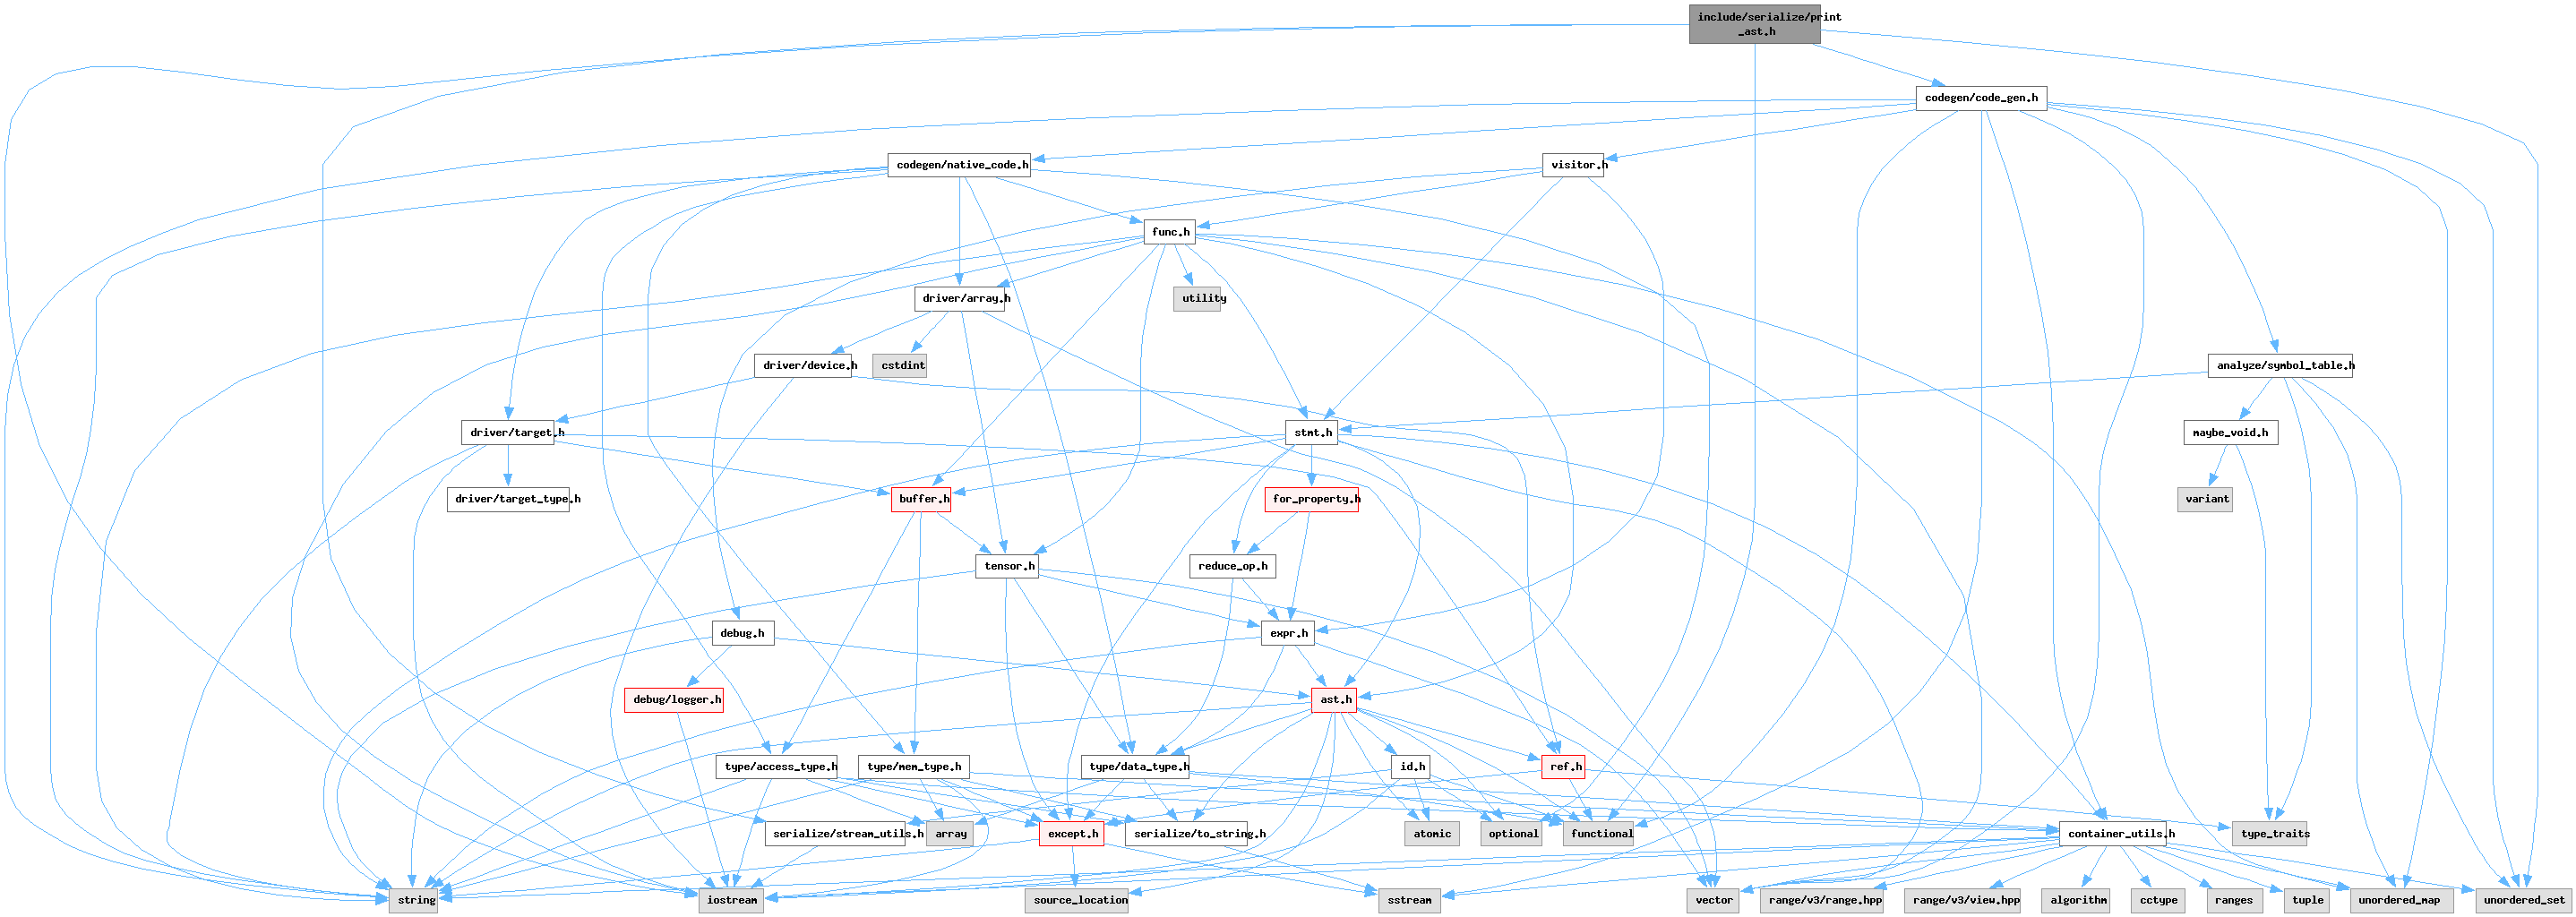 include/serialize/print
_ast.h
codegen/code_gen.h
codegen/native_code.h
visitor.h
func.h
driver/array.h
utility
driver/device.h
cstdint
analyze/symbol_table.h
driver/target.h
stmt.h
maybe_void.h
driver/target_type.h
buffer.h
for_property.h
variant
tensor.h
reduce_op.h
debug.h
expr.h
debug/logger.h
ast.h
type/access_type.h
type/mem_type.h
type/data_type.h
id.h
ref.h
serialize/stream_utils.h
array
except.h
serialize/to_string.h
atomic
optional
functional
container_utils.h
type_traits
string
iostream
source_location
sstream
vector
range/v3/range.hpp
range/v3/view.hpp
algorithm
cctype
ranges
tuple
unordered_map
unordered_set